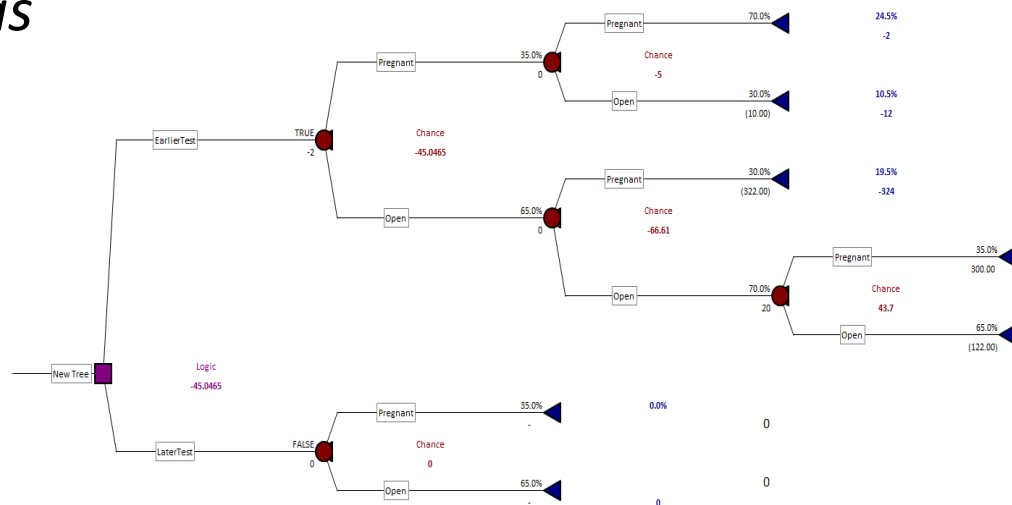 Pregnant
70.0%
24.5%
-2
Pregnant
35.0%
0
Chance
-5
Open
30.0%
(10.00)
10.5%
-12
EarlierTest
TRUE
-2
Chance
-45.0465
Pregnant
30.0%
(322.00)
19.5%
-324
Open
65.0%
0
Chance
-66.61
Pregnant
35.0%
300.00
Open
70.0%
20
Chance
43.7
Open
65.0%
(122.00)
New Tree
Logic
-45.0465
Pregnant
35.0%
-
0.0%
0
LaterTest
FALSE
0
Chance
0
0
Open
65.0%
-
0